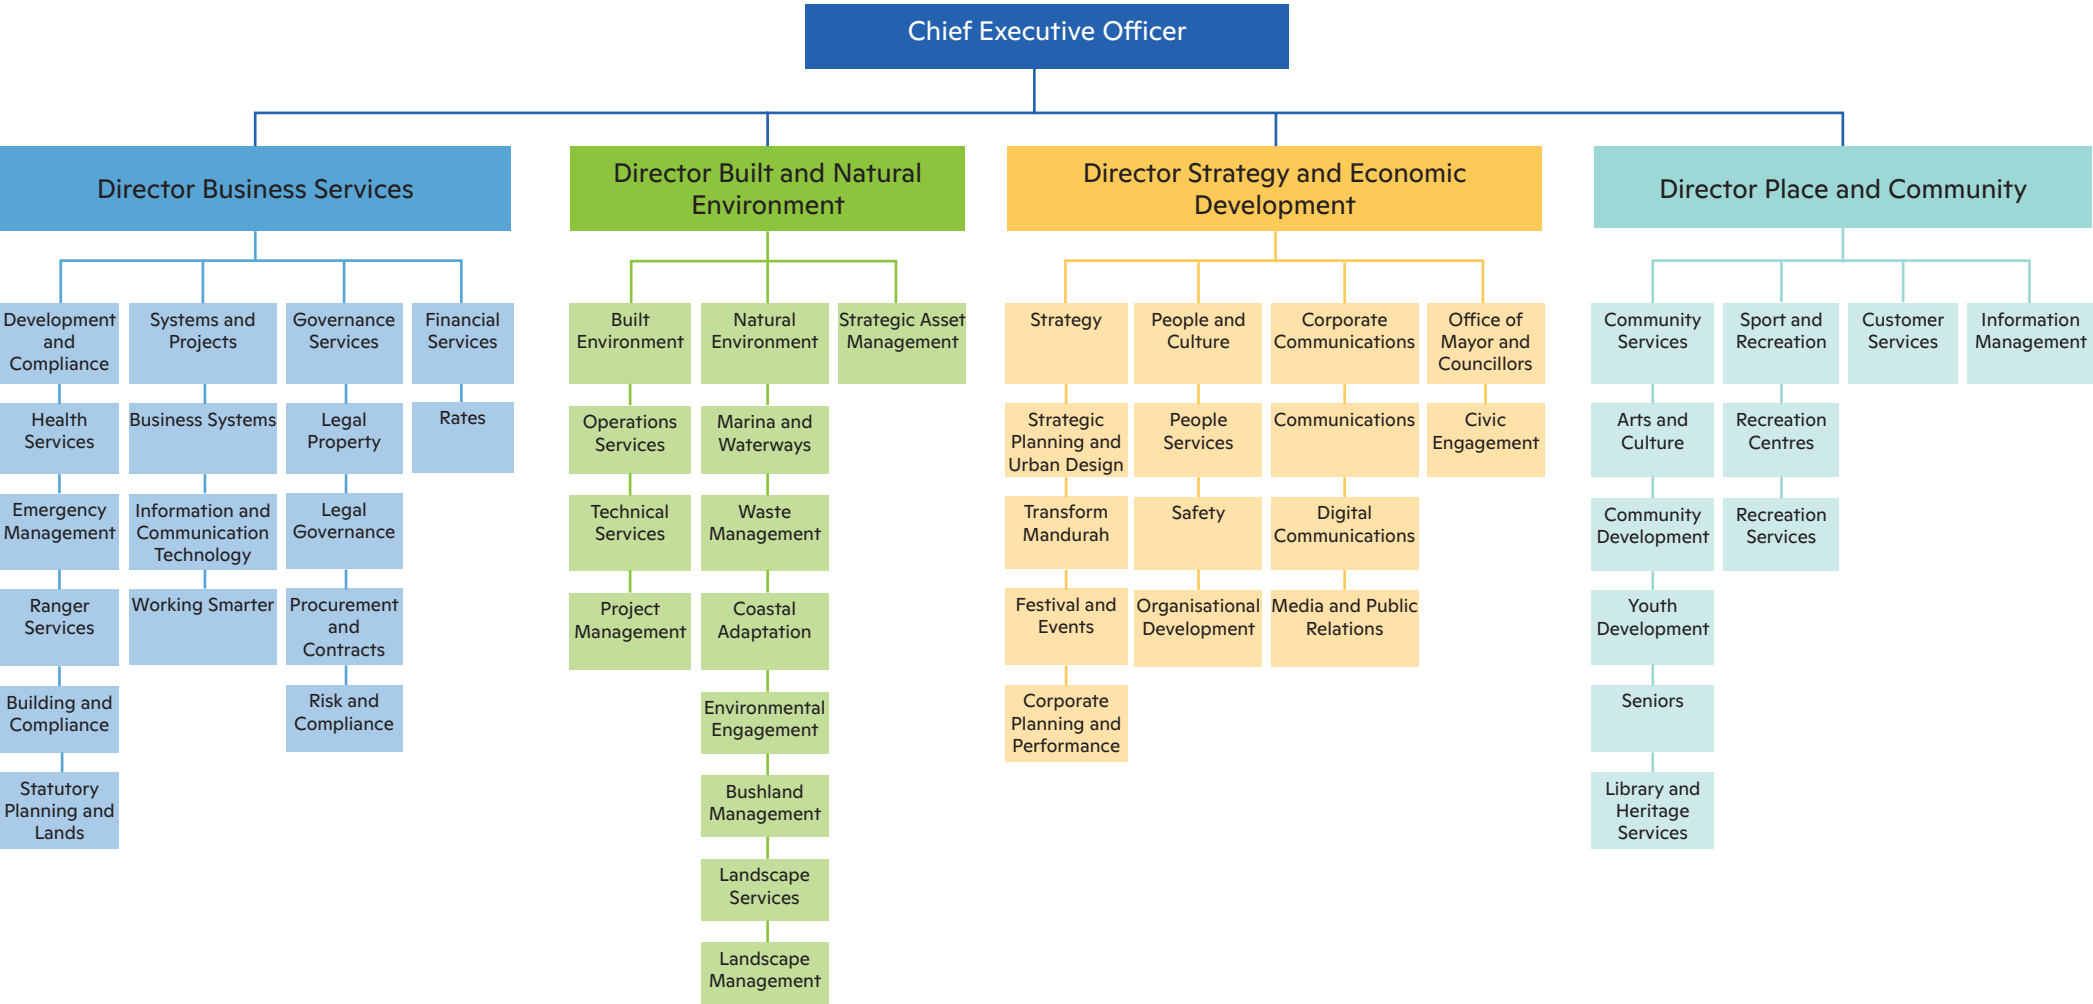 Chief Executive Officer
Director Business Services
Development
and
Compliance
Health
Services
Emergency
Management
Ranger
Services
Building and
Compliance
Statutory
Planning and
Lands
Systems and
Projects
Business Systems
Information and
Communication
Technology
Working Smarter
Governance
Services
Legal
Property
Legal
Governance
Procurement
and
Contracts
Risk and
Compliance
Financial
Services
Rates
Director Built and Natural
Environment
Built
Environment
Operations
Services
Technical
Services
Project
Management
Natural
Environment
Marina and
Waterways
Waste
Management
Coastal
Adaptation
Environmental
Engagement
Bushland
Management
Landscape
Services
Landscape
Management
Strategic Asset
Management
Director Strategy and Economic
Development
Strategy
Strategic
Planning and
Urban Design
Transform
Mandurah
Festival and
Events
Corporate
Planning and
Performance
People and
Culture
People
Services
Safety
Organisational
Development
Corporate
Communications
Communications
Digital
Communications
Media and Public
Relations
Office of
Mayor and
Councillors
Civic
Engagement
Director Place and Community
Community
Services
Arts and
Culture
Community
Development
Youth
Development
Seniors
Library and
Heritage
Services
Sport and
Recreation
Recreation
Centres
Recreation
Services
Customer
Services
Information
Management